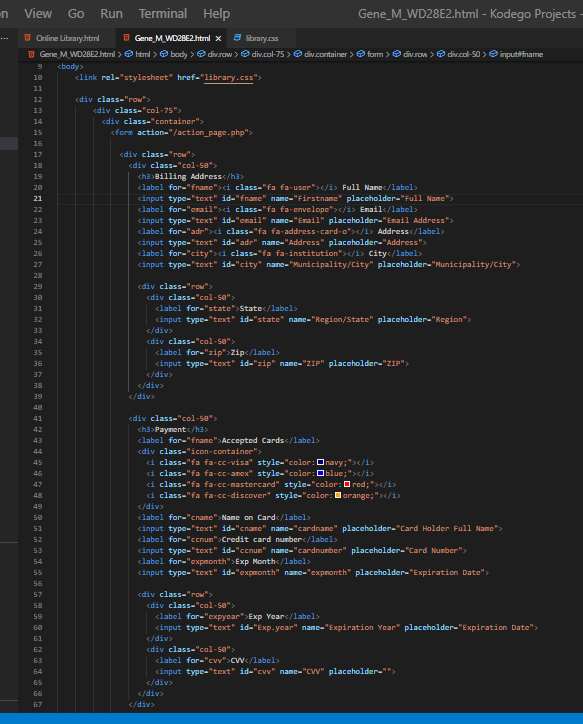 on View Go Run Terminal Help Gene_M_WD28E2.html - Kodego Projects -
... Online Library.html Gene_M_WD28E2.html × library.css
Gene_M_WD28E2.html > html > body > div.row > div.col-75 > div.container > form > div.row > div.col-50 > input#fname
9 <body>
10 <link rel="stylesheet" href="library.css">
11
12 <div class="row">
13 <div class="col-75">
14 <div class="container">
15 <form action="/action_page.php">
16
17 <div class="row">
18 <div class="col-50">
19 <h3>Billing Address</h3>
20 <label for="fname"><i class="fa fa-user"></i> Full Name</label>
21 <input type="text" id="fname" name="Firstname" placeholder="Full Name">
22 <label for="email"><i class="fa fa-envelope"></i> Email</label>
23 <input type="text" id="email" name="Email" placeholder="Email Address">
24 <label for="adr"><i class="fa fa-address-card-o"></i> Address</label>
25 <input type="text" id="adr" name="Address" placeholder="Address">
26 <label for="city"><i class="fa fa-institution"></i> City</label>
27 <input type="text" id="city" name="Municipality/City" placeholder="Municipality/City">
28
29 <div class="row">
30 <div class="col-50">
31 <label for="state">State</label>
32 <input type="text" id="state" name="Region/State" placeholder="Region">
33 </div>
34 <div class="col-50">
35 <label for="zip">Zip</label>
36 <input type="text" id="zip" name="ZIP" placeholder="ZIP">
37 </div>
38 </div>
39 </div>
40
41 <div class="col-50">
42 <h3>Payment</h3>
43 <label for="fname">Accepted Cards</label>
44 <div class="icon-container">
45 <i class="fa fa-cc-visa" style="color:navy;"></i>
46 <i class="fa fa-cc-amex" style="color:blue;"></i>
47 <i class="fa fa-cc-mastercard" style="color:red;"></i>
48 <i class="fa fa-cc-discover" style="color:orange;"></i>
49 </div>
50 <label for="cname">Name on Card</label>
51 <input type="text" id="cname" name="cardname" placeholder="Card Holder Full Name">
52 <label for="ccnum">Credit card number</label>
53 <input type="text" id="ccnum" name="cardnumber" placeholder="Card Number">
54 <label for="expmonth">Exp Month</label>
55 <input type="text" id="expmonth" name="expmonth" placeholder="Expiration Date">
56
57 <div class="row">
58 <div class="col-50">
59 <label for="expyear">Exp Year</label>
60 <input type="text" id="Exp.year" name="Expiration Year" placeholder="Expiration Date">
61 </div>
62 <div class="col-50">
63 <label for="cvv">CVV</label>
64 <input type="text" id="cvv" name="CVV" placeholder="">
65 </div>
66 </div>
67 </div>